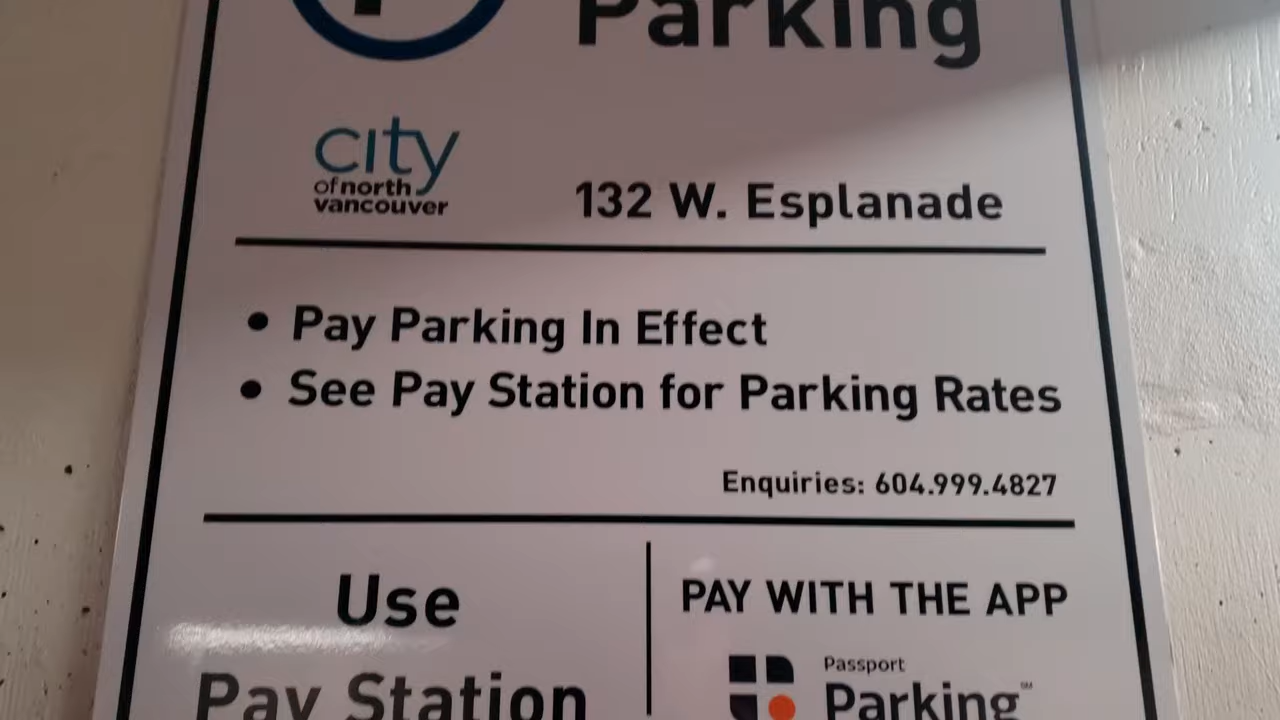 Parking
city
of north
vancouver
132 W. Esplanade
• Pay Parking In Effect
• See Pay Station for Parking Rates
Enquiries: 604.999.4827
Use
Pay Station
PAY WITH THE APP
Passport
Parking℠